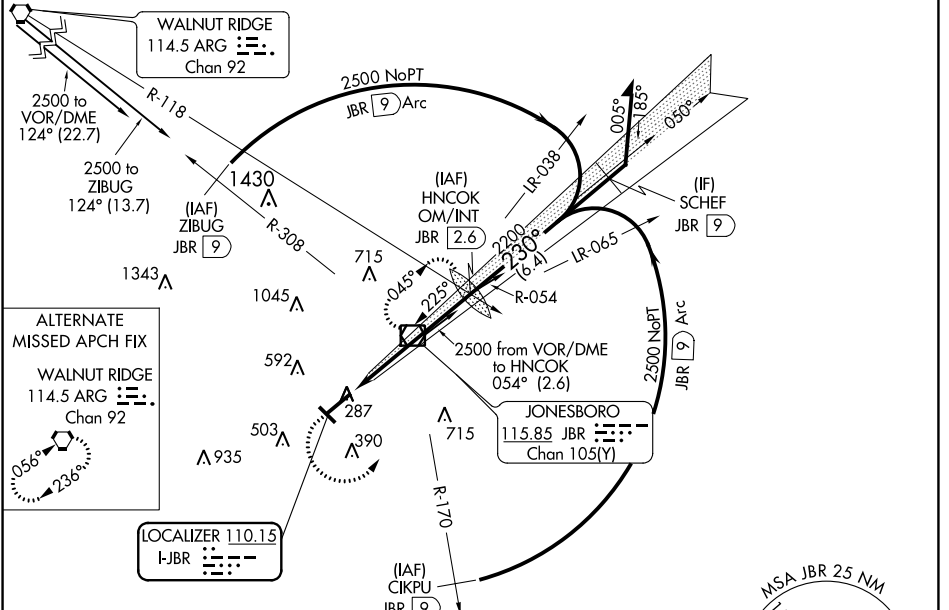 WALNUT RIDGE
114.5 ARG
Chan 92
2500 to
VOR/DME
124° (22.7)
2500 to
ZIBUG
124° (13.7)
R-118
2500 NoPT
JBR 9 Arc
(IAF)
ZIBUG
JBR 9
1430
R-308
(IAF)
HNCOK
OM/INT
JBR 2.6
LR-038
005°
185°
050°
(IF)
SCHEF
JBR 9
2200
230°
(6.4)
LR-065
R-054
1343
715
1045
045°
225°
592
2500 from VOR/DME
to HNCOK
054° (2.6)
2500 NoPT
JBR 9 Arc
ALTERNATE
MISSED APCH FIX
WALNUT RIDGE
114.5 ARG
Chan 92
056°
236°
287
503
390
935
715
JONESBORO
115.85 JBR
Chan 105(Y)
R-170
LOCALIZER 110.15
I-JBR
(IAF)
CIKPU
JBR 9
MSA JBR 25 NM